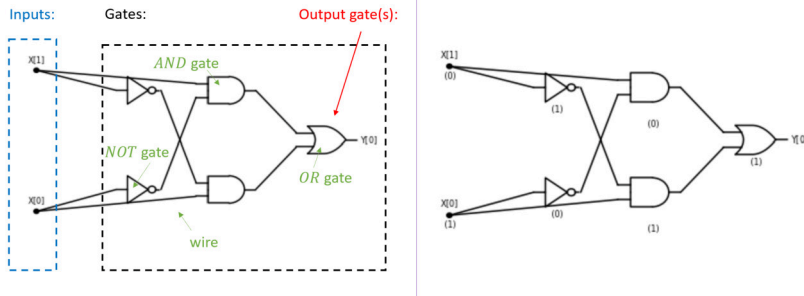 Inputs:
Gates:
Output gate(s):
X[1]
AND gate
NOT gate
Y[0]
OR gate
X[0]
wire
X[1]
(0)
(1)
(0)
Y[0]
(1)
X[0]
(1)
(0)
(1)